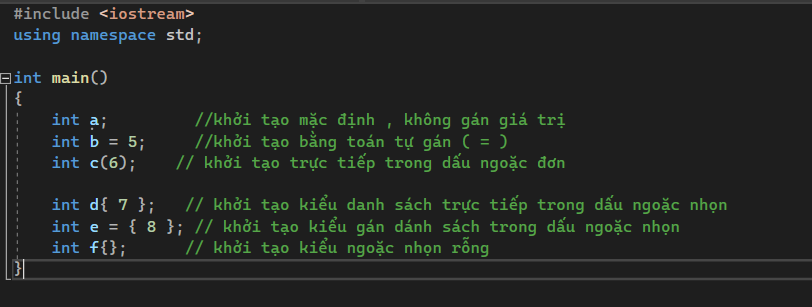 #include <iostream>
using namespace std;
int main()
{
int a; //khởi tạo mặc định , không gán giá trị
int b = 5; //khởi tạo bằng toán tự gán ( = )
int c(6); // khởi tạo trực tiếp trong dấu ngoặc đơn
int d{ 7 }; // khởi tạo kiểu danh sách trực tiếp trong dấu ngoặc nhọn
int e = { 8 }; // khởi tạo kiểu gán dánh sách trong dấu ngoặc nhọn
int f{}; // khởi tạo kiểu ngoặc nhọn rỗng
}